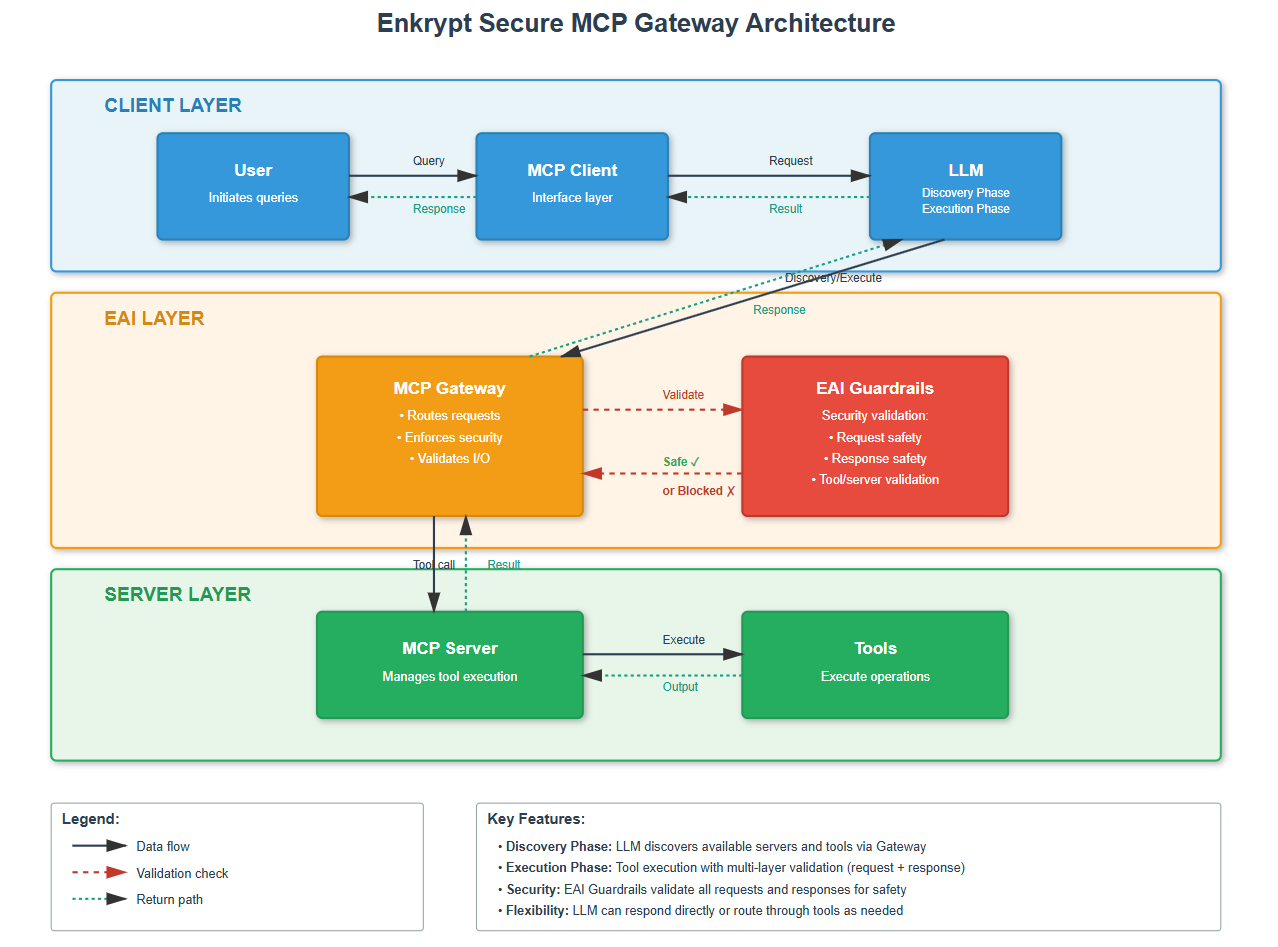 Enkrypt Secure MCP Gateway Architecture
CLIENT LAYER
User
Initiates queries
Query
Response
MCP Client
Interface layer
Request
Result
LLM
Discovery Phase
Execution Phase
Discovery/Execute
Response
EAI LAYER
MCP Gateway
• Routes requests
• Enforces security
• Validates I/O
Validate
Safe ✓
or Blocked ✗
EAI Guardrails
Security validation:
• Request safety
• Response safety
• Tool/server validation
Tool call
Result
SERVER LAYER
MCP Server
Manages tool execution
Execute
Output
Tools
Execute operations
Legend:
Data flow
Validation check
Return path
Key Features:
• Discovery Phase: LLM discovers available servers and tools via Gateway
• Execution Phase: Tool execution with multi-layer validation (request + response)
• Security: EAI Guardrails validate all requests and responses for safety
• Flexibility: LLM can respond directly or route through tools as needed